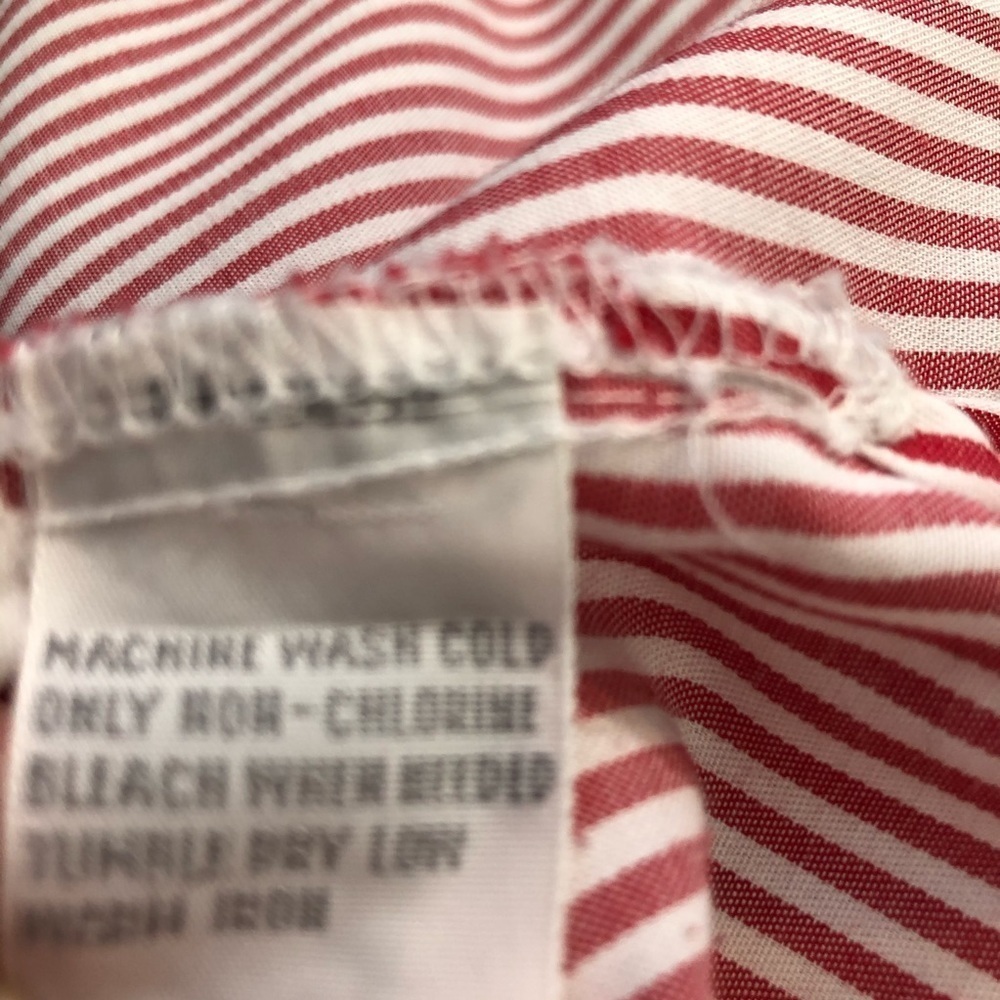 MACHINE WASH COLD
ONLY NON-CHLORINE
BLEACH WHEN NEEDED
TUMBLE DRY LOW
IRON